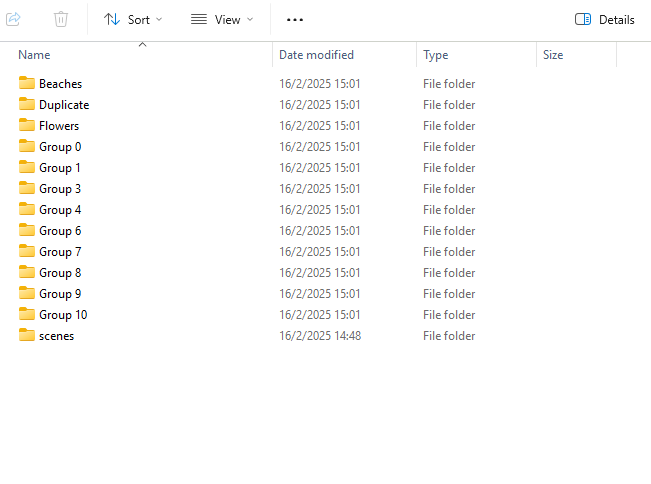 Sort View ... Details
Name Date modified Type Size
Beaches 16/2/2025 15:01 File folder
Duplicate 16/2/2025 15:01 File folder
Flowers 16/2/2025 15:01 File folder
Group 0 16/2/2025 15:01 File folder
Group 1 16/2/2025 15:01 File folder
Group 3 16/2/2025 15:01 File folder
Group 4 16/2/2025 15:01 File folder
Group 6 16/2/2025 15:01 File folder
Group 7 16/2/2025 15:01 File folder
Group 8 16/2/2025 15:01 File folder
Group 9 16/2/2025 15:01 File folder
Group 10 16/2/2025 15:01 File folder
scenes 16/2/2025 14:48 File folder